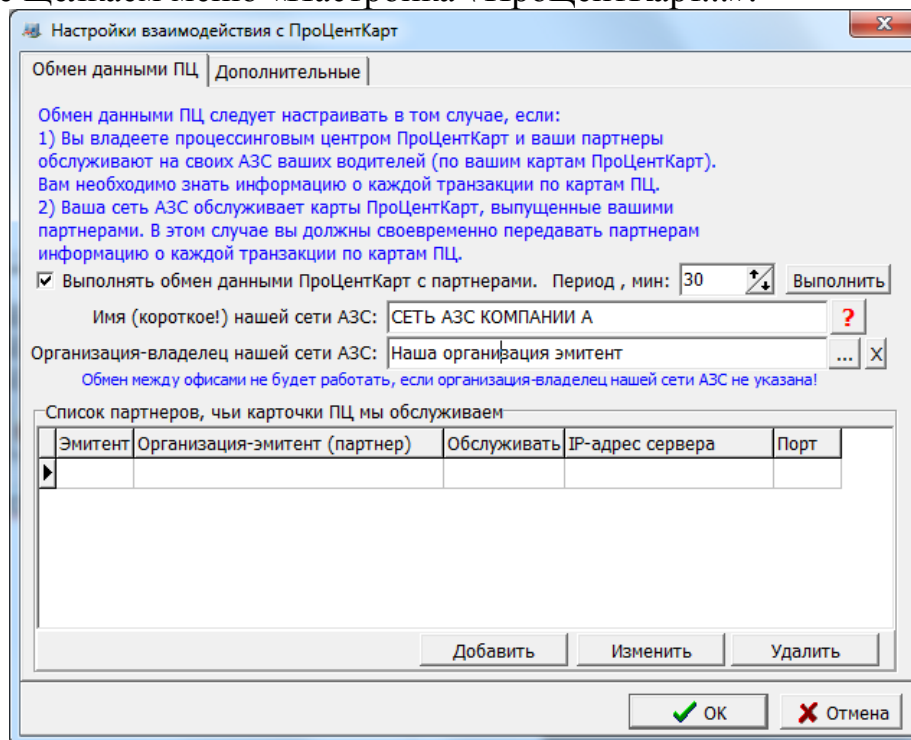 Настройки взаимодействия с ПроЦентКарт
Обмен данными ПЦ Дополнительные
Обмен данными ПЦ следует настраивать в том случае, если:
1) Вы владеете процессинговым центром ПроЦентКарт и ваши партнеры
обслуживают на своих АЗС ваших водителей (по вашим картам ПроЦентКарт).
Вам необходимо знать информацию о каждой транзакции по картам ПЦ.
2) Ваша сеть АЗС обслуживает карты ПроЦентКарт, выпущенные вашими
партнерами. В этом случае вы должны своевременно передавать партнерам
информацию о каждой транзакции по картам ПЦ.
Выполнять обмен данными ПроЦентКарт с партнерами. Период , мин: 30 Выполнить
Имя (короткое!) нашей сети АЗС: СЕТЬ АЗС КОМПАНИИ А ?
Организация-владелец нашей сети АЗС: Наша организация эмитент ... X
Обмен между офисами не будет работать, если организация-владелец нашей сети АЗС не указана!
Список партнеров, чьи карточки ПЦ мы обслуживаем
Эмитент Организация-эмитент (партнер) Обслуживать IP-адрес сервера Порт
Добавить Изменить Удалить
OK Отмена